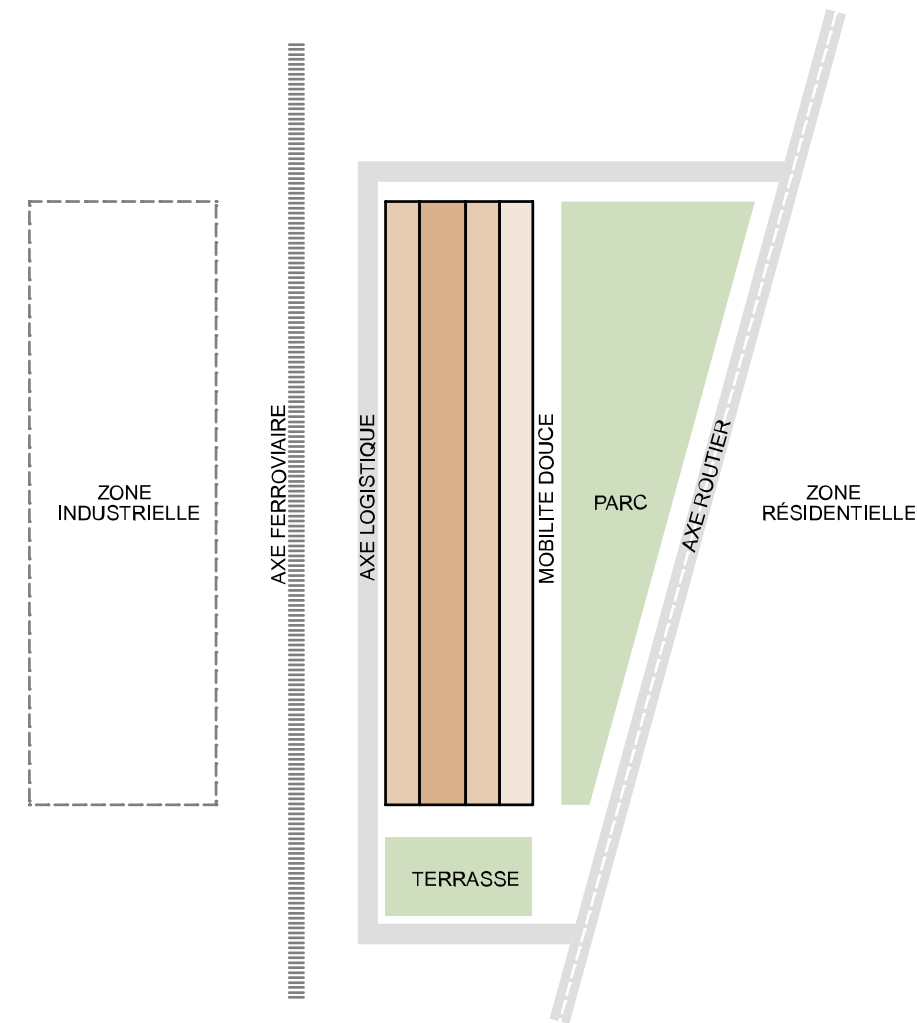 ZONE
INDUSTRIELLE
AXE FERROVIAIRE
AXE LOGISTIQUE
MOBILITE DOUCE
PARC
AXE ROUTIER
ZONE
RÉSIDENTIELLE
TERRASSE